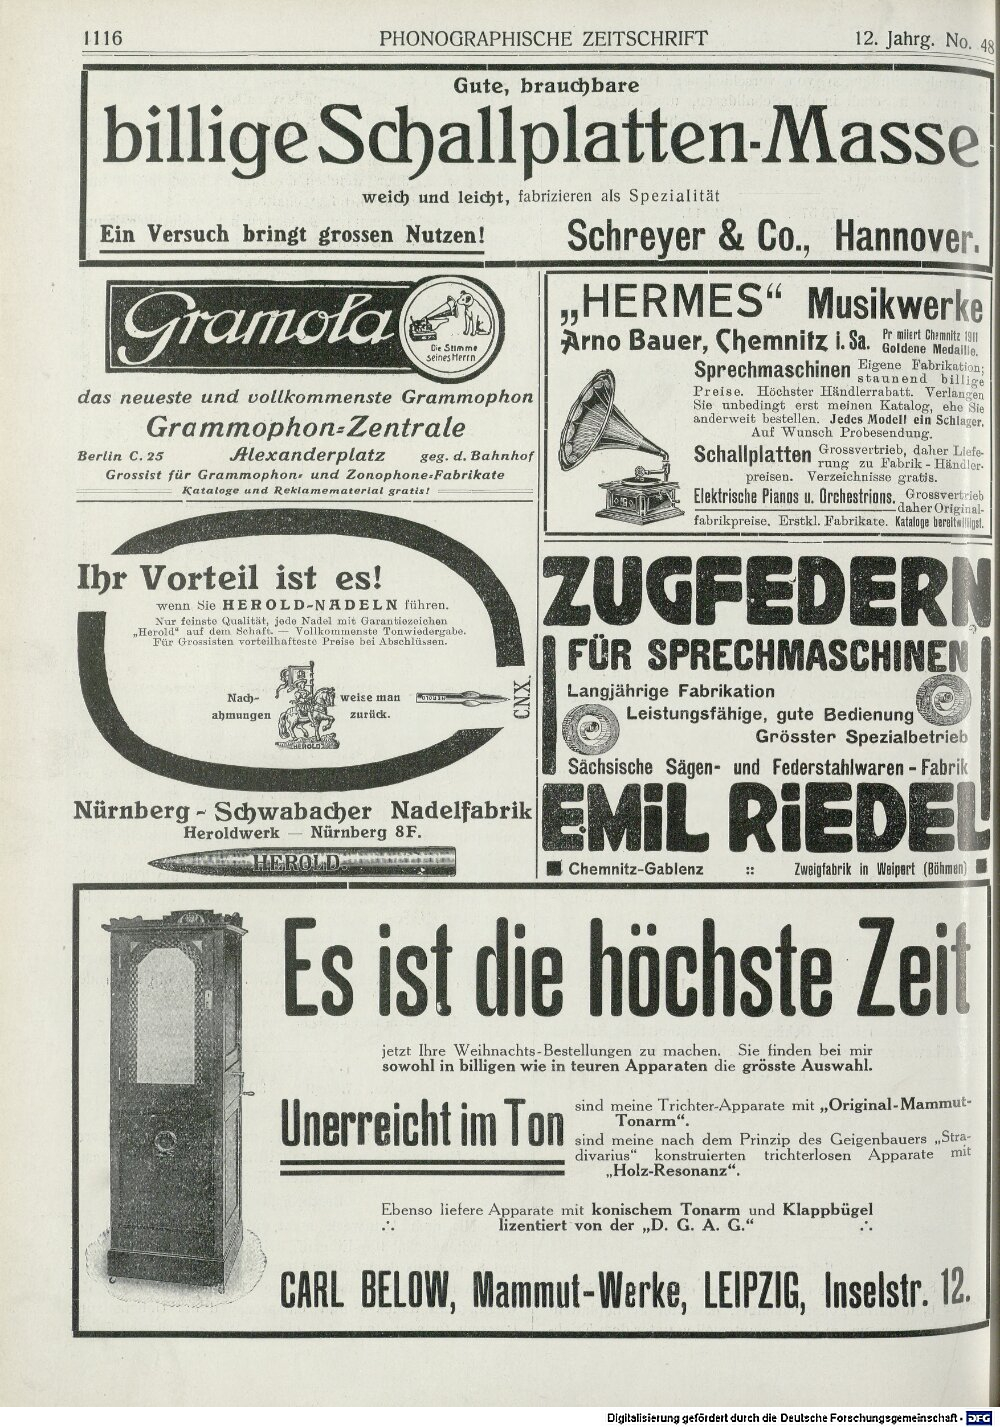 1116
PHONOGRAPHISCHE ZEITSCHRIFT
12. Jahrg. No. 48
Gute, brauchbare
billige Schallplatten-Masse
weich und leicht, fabrizieren als Spezialität
Ein Versuch bringt grossen Nutzen!
Schreyer & Co., Hannover.
Gramola
Die Stimme
seines Herrn
das neueste und vollkommenste Grammophon
Grammophon-Zentrale
Berlin C. 25 Alexanderplatz geg. d. Bahnhof
Grossist für Grammophon- und Zonophone-Fabrikate
Kataloge und Reklamematerial gratis!
„HERMES“ Musikwerke
Arno Bauer, Chemnitz i. Sa.
Prämiiert Chemnitz 1911
Goldene Medaille.
Sprechmaschinen Eigene Fabrikation;
staunend billige
Preise. Höchster Händlerrabatt. Verlangen
Sie unbedingt erst meinen Katalog, ehe Sie
anderweit bestellen. Jedes Modell ein Schlager.
Auf Wunsch Probesendung.
Schallplatten Grossvertrieb, daher Liefe-
rung zu Fabrik-Händler-
preisen. Verzeichnisse gratis.
Elektrische Pianos u. Orchestrions. Grossvertrieb
daher Original-
fabrikpreise. Erstkl. Fabrikate. Kataloge bereitwilligst.
Ihr Vorteil ist es!
wenn Sie HEROLD-NADELN führen.
Nur feinste Qualität, jede Nadel mit Garantiezeichen
„Herold“ auf dem Schaft. — Vollkommenste Tonwiedergabe.
Für Grossisten vorteilhafteste Preise bei Abschlüssen.
Nach-
ahmungen
weise man
zurück.
HEROLD
HEROLD
C.N.X.
Nürnberg - Schwabacher Nadelfabrik
Heroldwerk — Nürnberg 8F.
HEROLD.
ZUGFEDERN
FÜR SPRECHMASCHINEN
Langjährige Fabrikation
Leistungsfähige, gute Bedienung
Grösster Spezialbetrieb
Sächsische Sägen- und Federstahlwaren-Fabrik
EMIL RIEDEL
Chemnitz-Gablenz :: Zweigfabrik in Weipert (Böhmen)
Es ist die höchste Zeit
jetzt Ihre Weihnachts-Bestellungen zu machen. Sie finden bei mir
sowohl in billigen wie in teuren Apparaten die grösste Auswahl.
Unerreicht im Ton
sind meine Trichter-Apparate mit „Original-Mammut-
Tonarm“.
sind meine nach dem Prinzip des Geigenbauers „Stra-
divarius“ konstruierten trichterlosen Apparate mit
„Holz-Resonanz“.
Ebenso liefere Apparate mit konischem Tonarm und Klappbügel
∴ lizentiert von der „D. G. A. G.“ ∴
CARL BELOW, Mammut-Werke, LEIPZIG, Inselstr. 12.
Digitalisierung gefördert durch die Deutsche Forschungsgemeinschaft - DFG